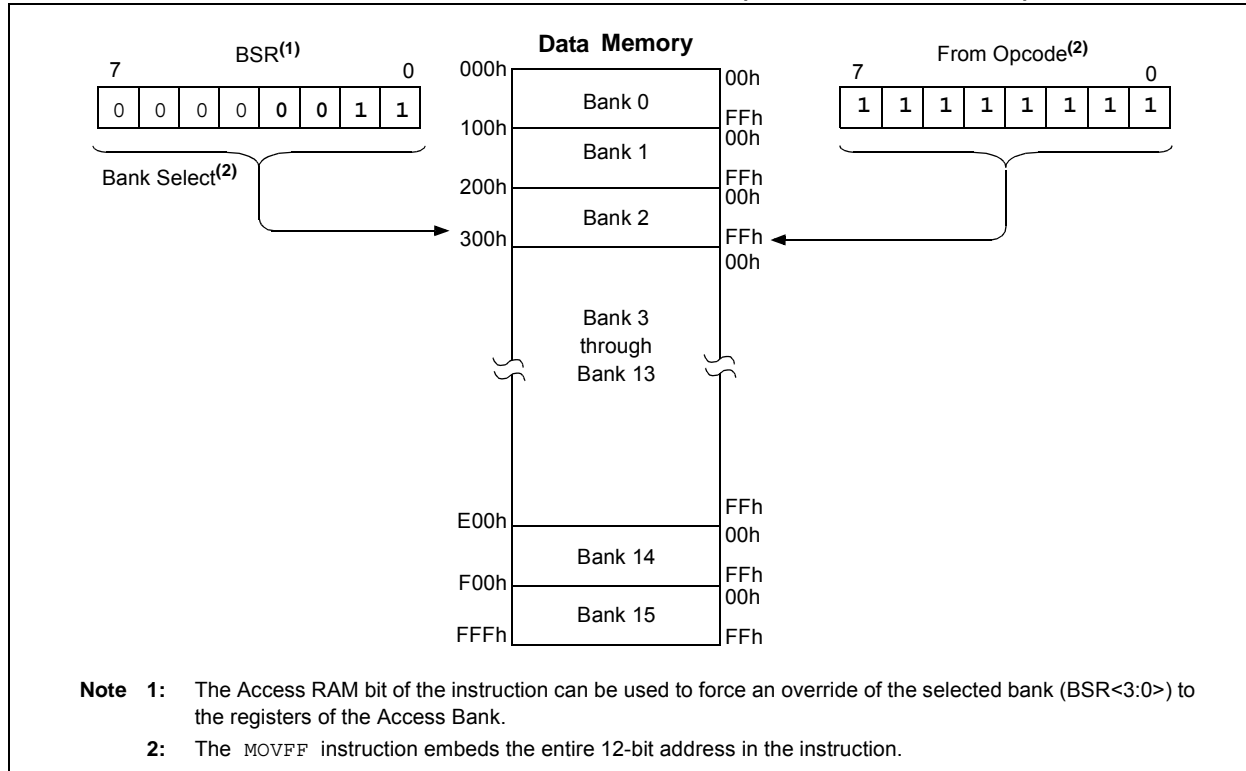 Data Memory
BSR(1)
7 0
0 0 0 0 0 0 1 1
Bank Select(2)
From Opcode(2)
7 0
1 1 1 1 1 1 1 1
000h
00h
Bank 0
FFh
100h
00h
Bank 1
FFh
200h
00h
Bank 2
FFh
300h
00h
Bank 3
through
Bank 13
FFh
E00h
00h
Bank 14
FFh
F00h
00h
Bank 15
FFFh
FFh
Note 1: The Access RAM bit of the instruction can be used to force an override of the selected bank (BSR<3:0>) to
the registers of the Access Bank.
2: The MOVFF instruction embeds the entire 12-bit address in the instruction.